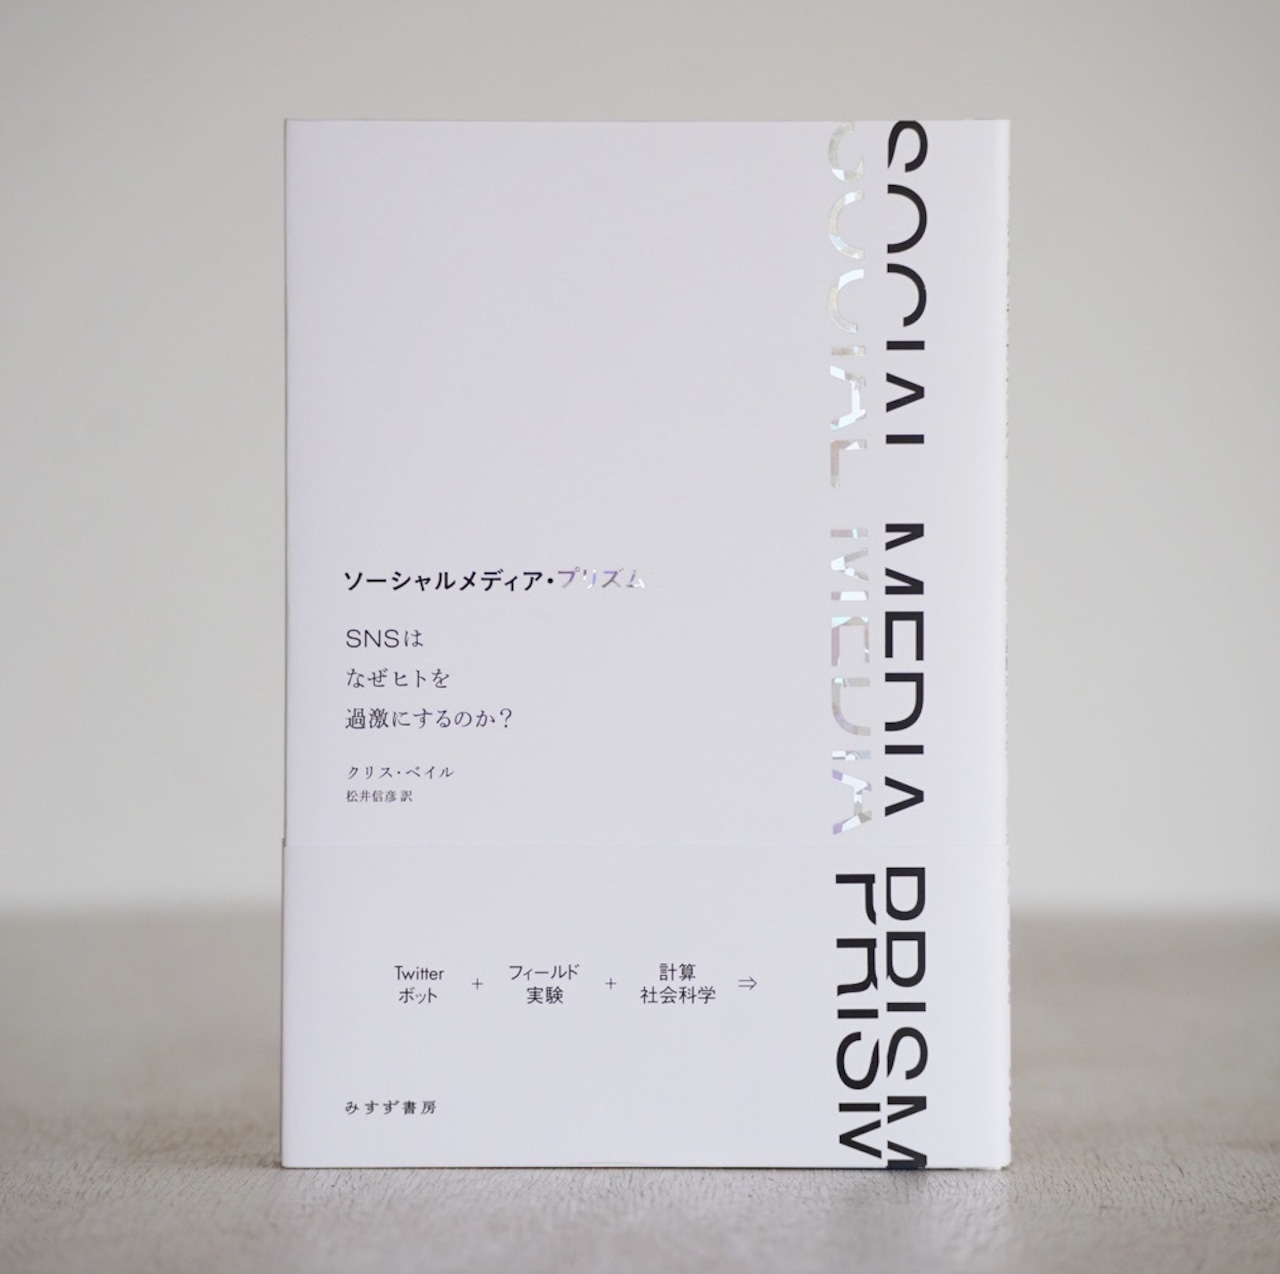 ソーシャルメディア・プリズム
SNSは
なぜヒトを
過激にするのか?
クリス・ベイル
松井信彦 訳
SOCIAL MEDIA PRISM
SOCIAL MEDIA PRISM
Twitter
ボット
+
フィールド
実験
+
計算
社会科学
⇒
みすず書房